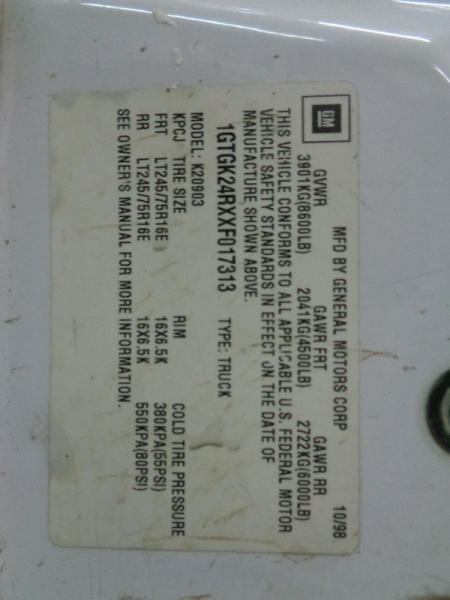 GM
MFD BY GENERAL MOTORS CORP 10/98
GVWR GAWR FRT GAWR RR
3901KG(8600LB) 2041KG(4500LB) 2722KG(6000LB)
THIS VEHICLE CONFORMS TO ALL APPLICABLE U.S. FEDERAL MOTOR
VEHICLE SAFETY STANDARDS IN EFFECT ON THE DATE OF
MANUFACTURE SHOWN ABOVE.
1GTGK24RXXF017313 TYPE: TRUCK
MODEL: K20903
KPCJ TIRE SIZE RIM COLD TIRE PRESSURE
FRT LT245/75R16E 16X6.5K 380KPA(55PSI)
RR LT245/75R16E 16X6.5K 550KPA(80PSI)
SEE OWNER'S MANUAL FOR MORE INFORMATION.